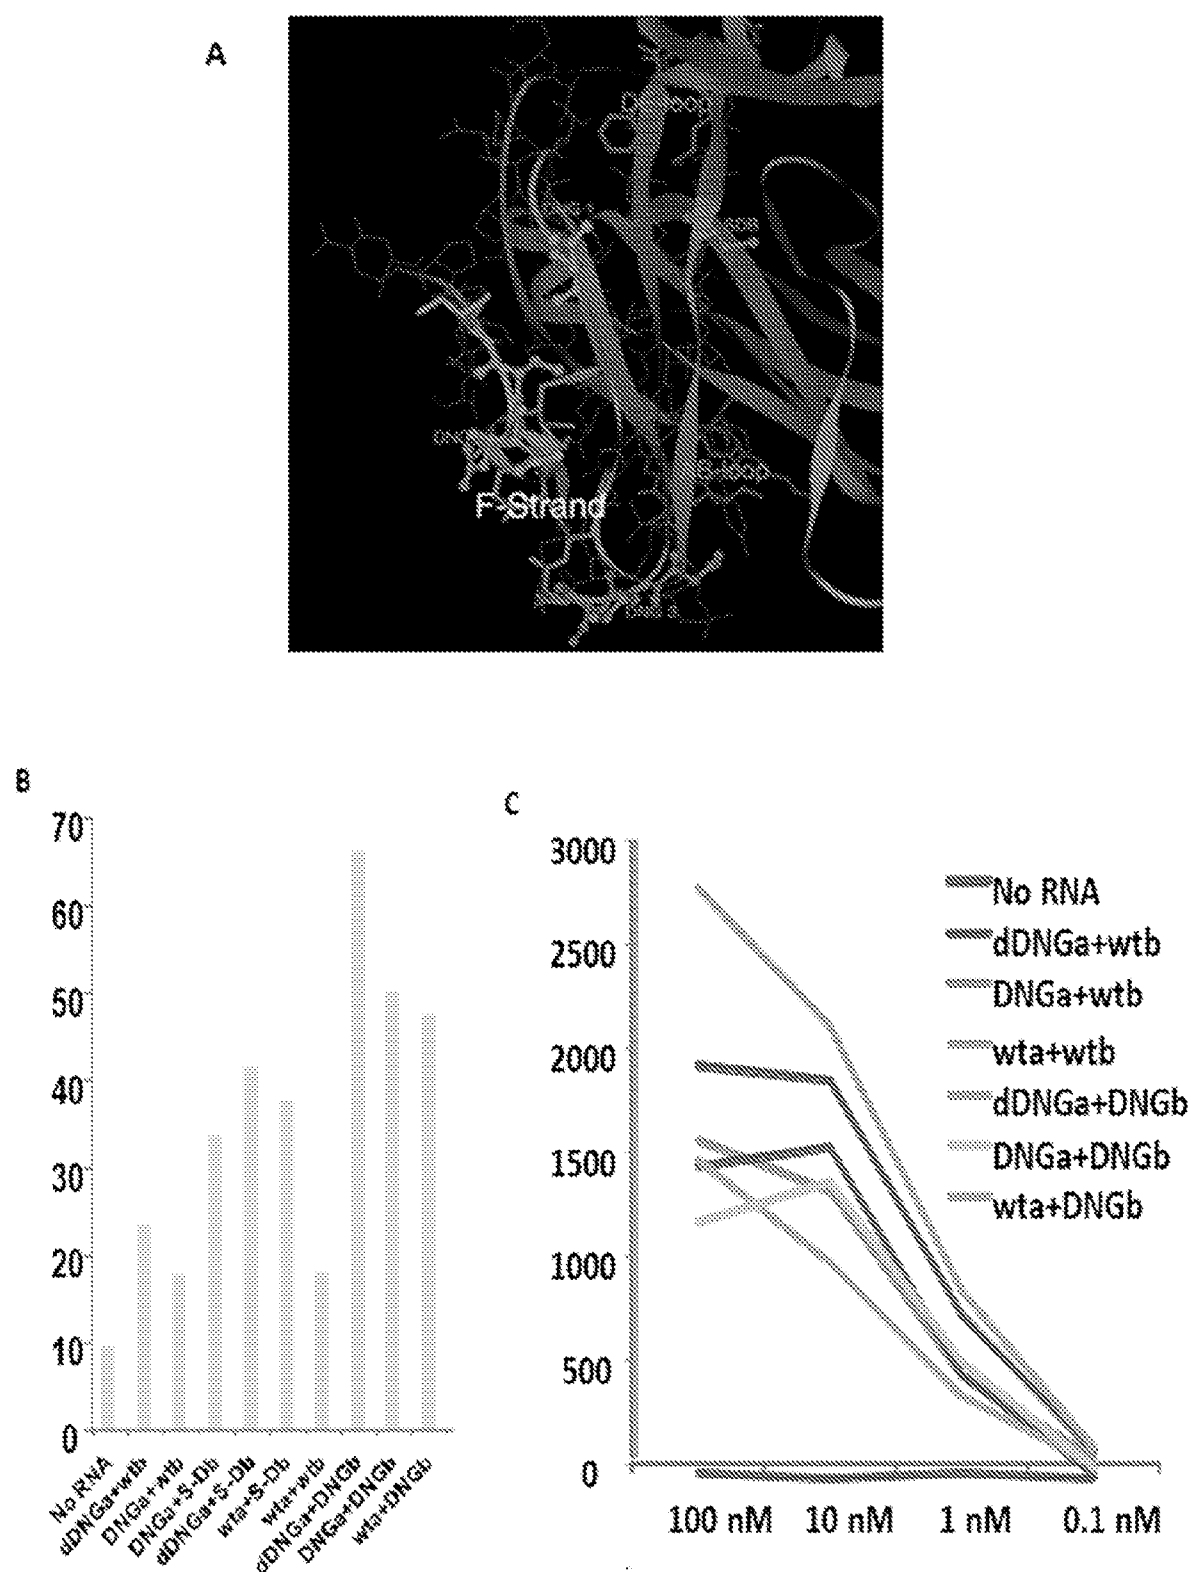 A
F-Strand
B
70
60
50
40
30
20
10
0
No RNA
dDNGa+wtb
DNGa+wtb
DNGa+S-Db
dDNGa+S-Db
wta+S-Db
wta+wtb
dDNGa+DNGb
DNGa+DNGb
wta+DNGb
C
3000
2500
2000
1500
1000
500
0
100 nM
10 nM
1 nM
0.1 nM
No RNA
dDNGa+wtb
DNGa+wtb
wta+wtb
dDNGa+DNGb
DNGa+DNGb
wta+DNGb